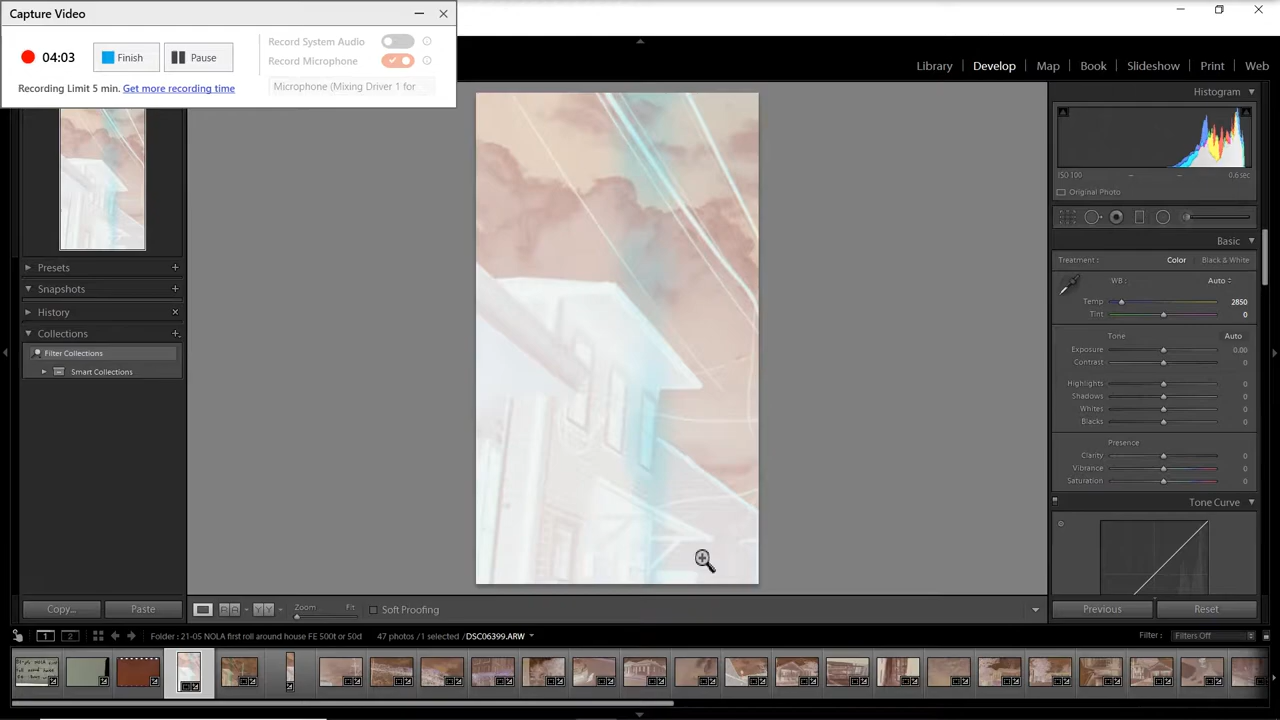 Capture Video
04:03
Finish
Pause
Record System Audio
Record Microphone
Microphone (Mixing Driver 1 for
Recording Limit 5 min. Get more recording time
Library
Develop
Map
Book
Slideshow
Print
Web
Histogram
ISO 100
0.6 sec
Original Photo
Basic
Treatment :
Color
Black & White
WB :
Auto
Temp
2850
Tint
0
Tone
Auto
Exposure
0.00
Contrast
0
Highlights
0
Shadows
0
Whites
0
Blacks
0
Presence
Clarity
0
Vibrance
0
Saturation
0
Tone Curve
Presets
Snapshots
History
Collections
Filter Collections
Smart Collections
Copy...
Paste
Zoom
Fit
Soft Proofing
Previous
Reset
1
2
Folder : 21-05 NOLA first roll around house FE 500t or 50d
47 photos / 1 selected / DSC06399.ARW
Filter :
Filters Off